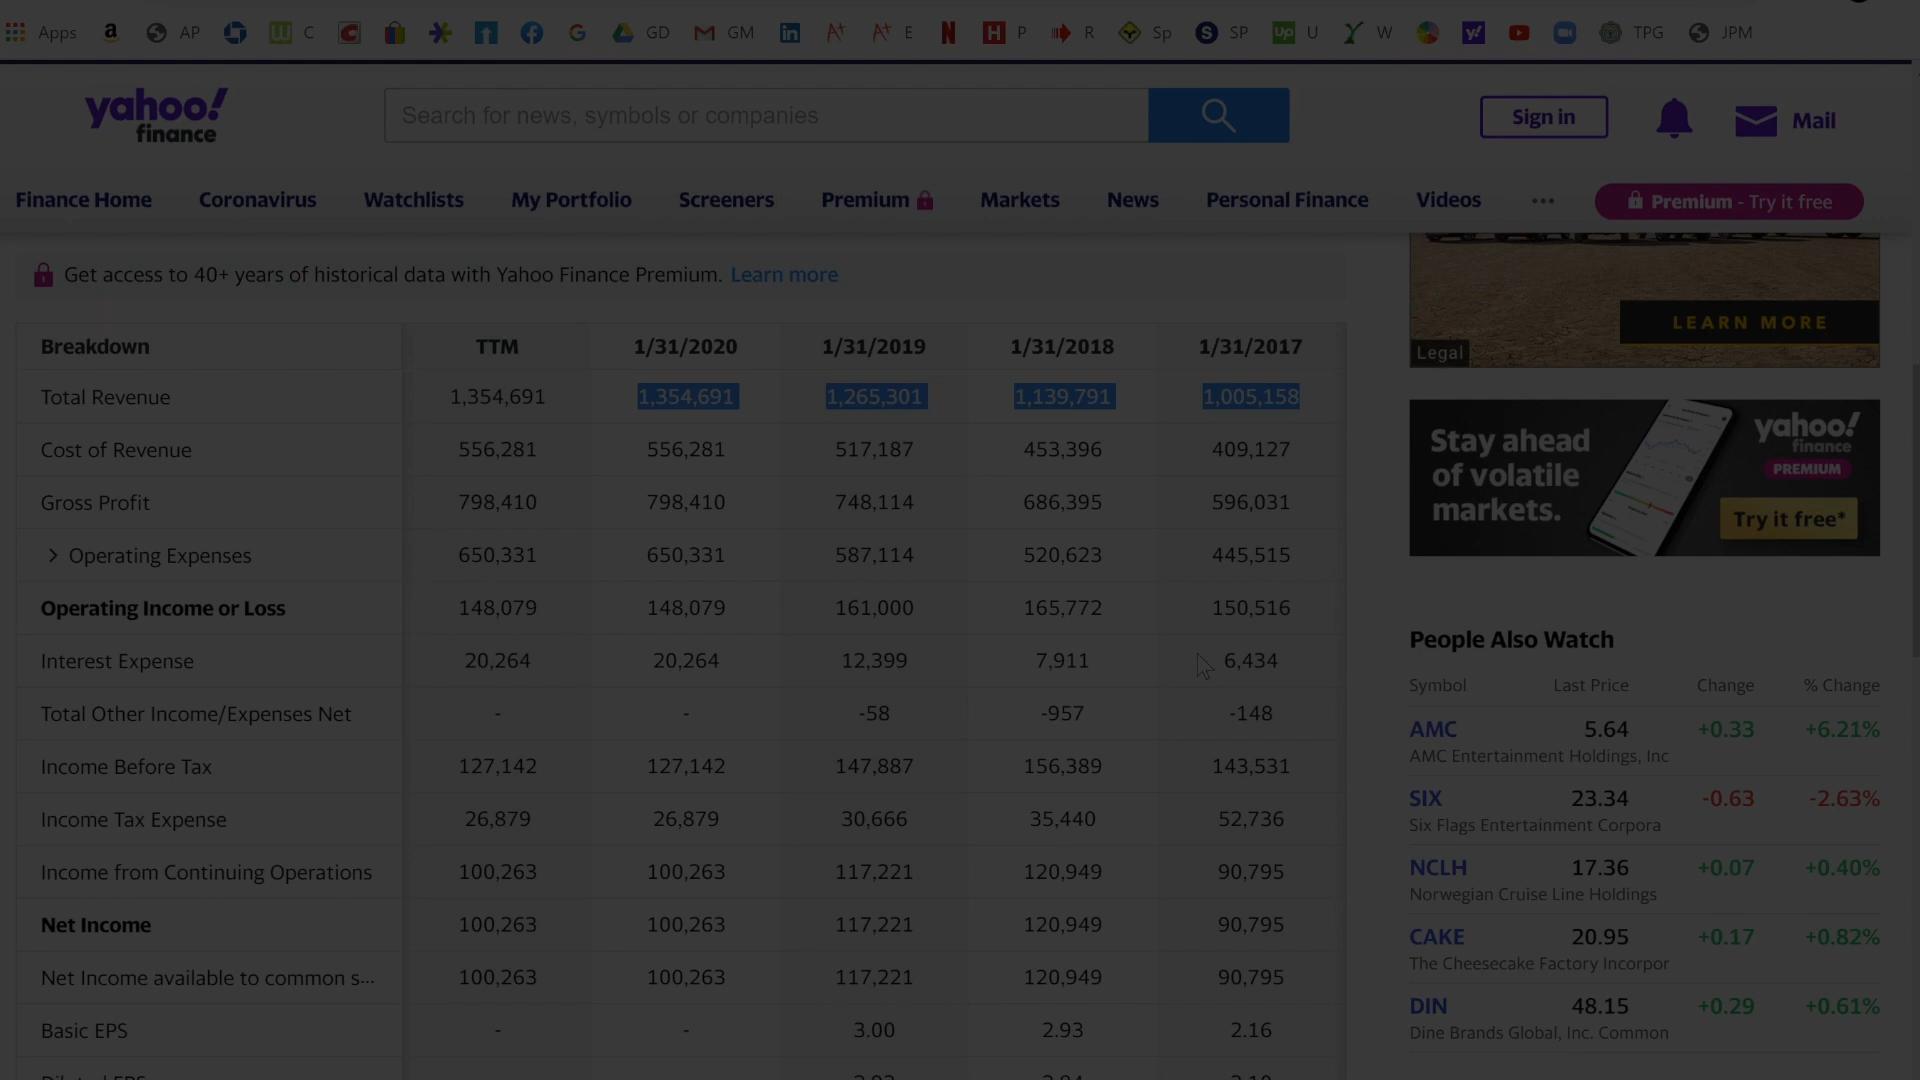 Apps AP C GD GM E P R Sp SP U W TPG JPM
yahoo!
finance
Search for news, symbols or companies
Sign in
Mail
Finance Home Coronavirus Watchlists My Portfolio Screeners Premium Markets News Personal Finance Videos ··· Premium - Try it free
Get access to 40+ years of historical data with Yahoo Finance Premium. Learn more
Breakdown TTM 1/31/2020 1/31/2019 1/31/2018 1/31/2017
Total Revenue 1,354,691 1,354,691 1,265,301 1,139,791 1,005,158
Cost of Revenue 556,281 556,281 517,187 453,396 409,127
Gross Profit 798,410 798,410 748,114 686,395 596,031
> Operating Expenses 650,331 650,331 587,114 520,623 445,515
Operating Income or Loss 148,079 148,079 161,000 165,772 150,516
Interest Expense 20,264 20,264 12,399 7,911 6,434
Total Other Income/Expenses Net - - -58 -957 -148
Income Before Tax 127,142 127,142 147,887 156,389 143,531
Income Tax Expense 26,879 26,879 30,666 35,440 52,736
Income from Continuing Operations 100,263 100,263 117,221 120,949 90,795
Net Income 100,263 100,263 117,221 120,949 90,795
Net Income available to common s... 100,263 100,263 117,221 120,949 90,795
Basic EPS - - 3.00 2.93 2.16
LEARN MORE
Legal
Stay ahead
of volatile
markets.
yahoo!
finance
PREMIUM
Try it free*
People Also Watch
Symbol Last Price Change % Change
AMC 5.64 +0.33 +6.21%
AMC Entertainment Holdings, Inc
SIX 23.34 -0.63 -2.63%
Six Flags Entertainment Corpora
NCLH 17.36 +0.07 +0.40%
Norwegian Cruise Line Holdings
CAKE 20.95 +0.17 +0.82%
The Cheesecake Factory Incorpor
DIN 48.15 +0.29 +0.61%
Dine Brands Global, Inc. Common